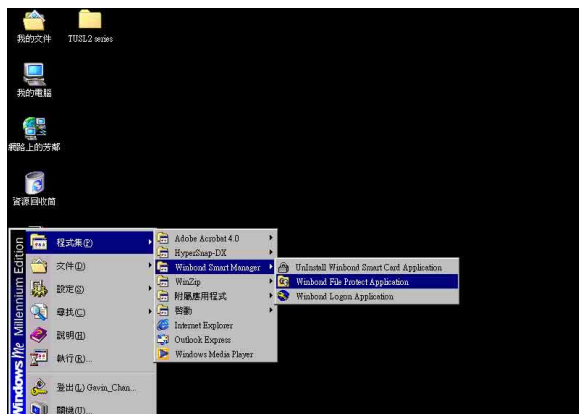 我的文件
TUSL2 series
我的電腦
網路上的芳鄰
資源回收筒
Windows Me Millennium Edition
程式集(P)
文件(D)
設定(S)
尋找(C)
說明(H)
執行(R)...
登出(L) Gavin_Chan...
關機(U)...
Adobe Acrobat 4.0
HyperSnap-DX
Winbond Smart Manager
WinZip
附屬應用程式
啓動
Internet Explorer
Outlook Express
Windows Media Player
UnInstall Winbond Smart Card Application
Winbond File Protect Application
Winbond Logon Application